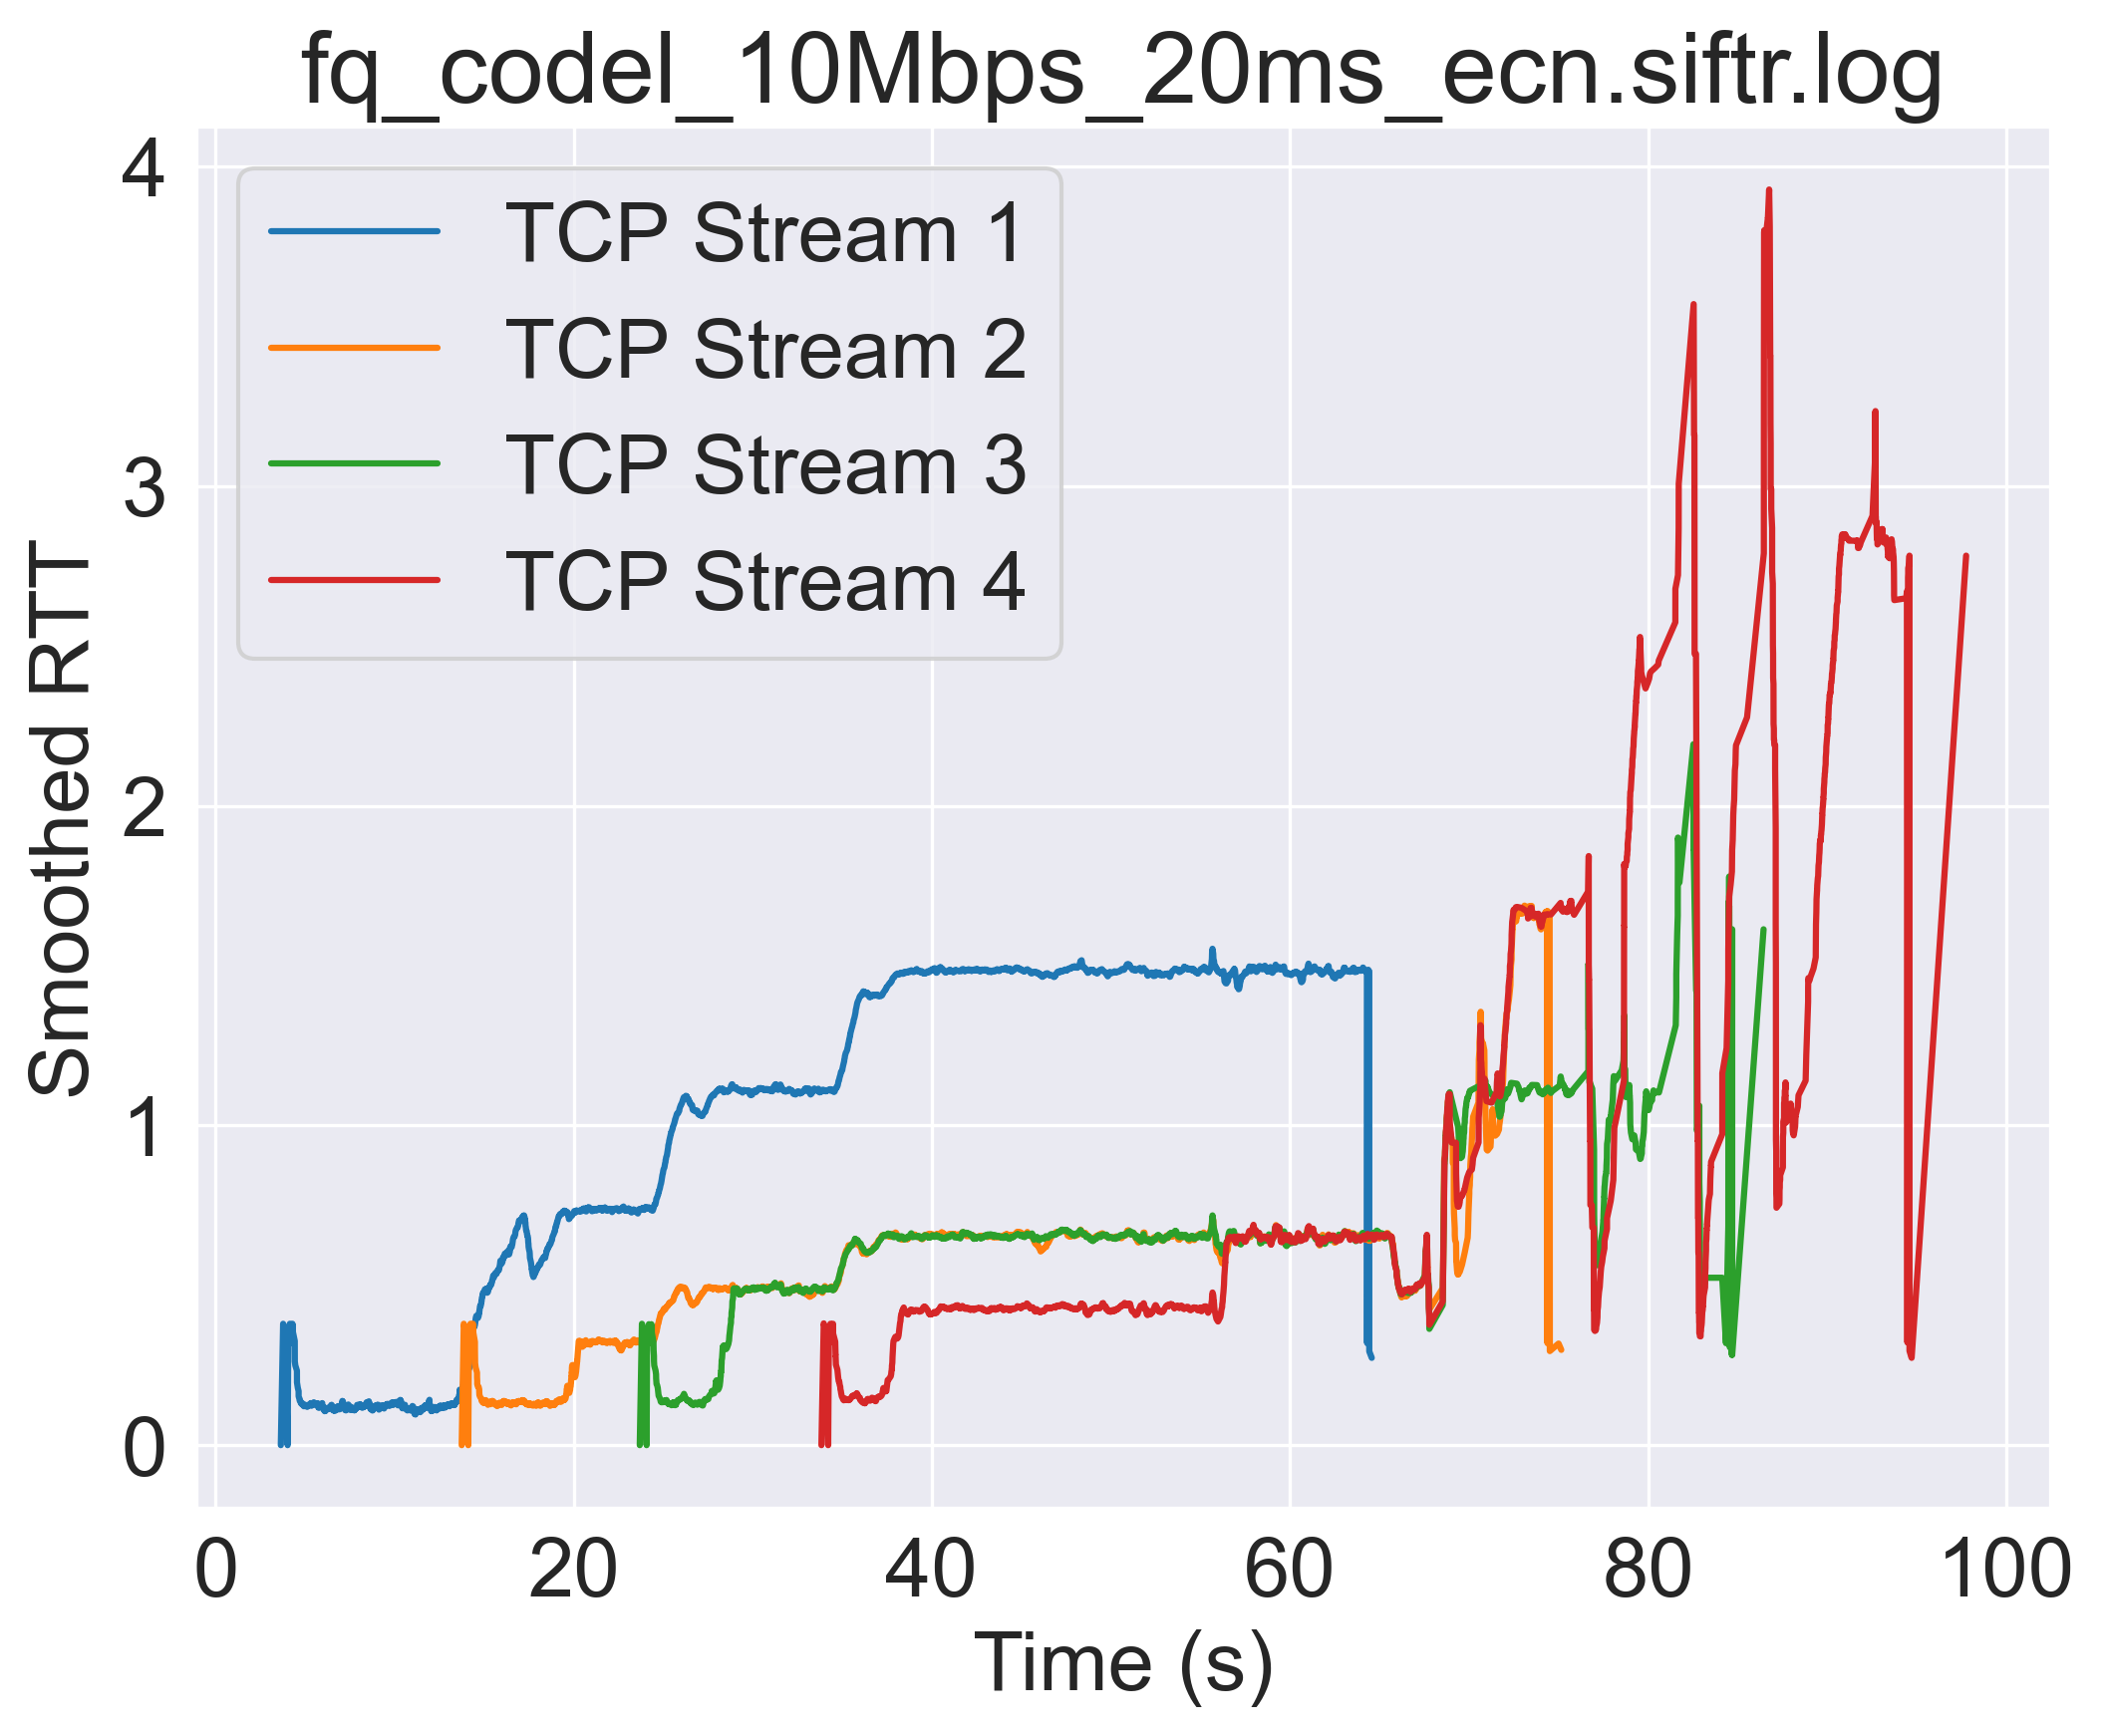 fq_codel_10Mbps_20ms_ecn.siftr.log
4
3
2
1
0
Smoothed RTT
TCP Stream 1
TCP Stream 2
TCP Stream 3
TCP Stream 4
0 20 40 60 80 100
Time (s)